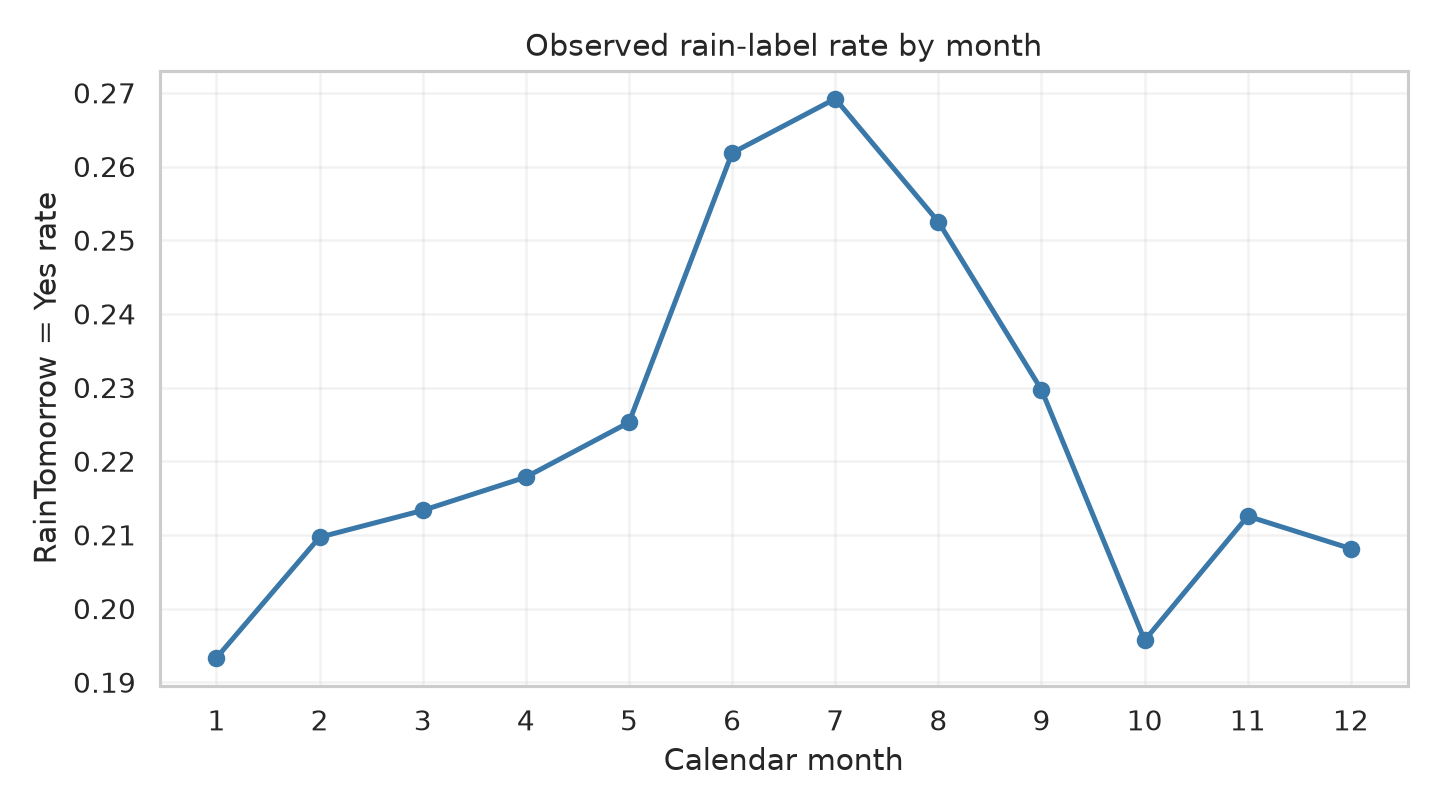 Observed rain-label rate by month
RainTomorrow = Yes rate
0.27
0.26
0.25
0.24
0.23
0.22
0.21
0.20
0.19
1 2 3 4 5 6 7 8 9 10 11 12
Calendar month